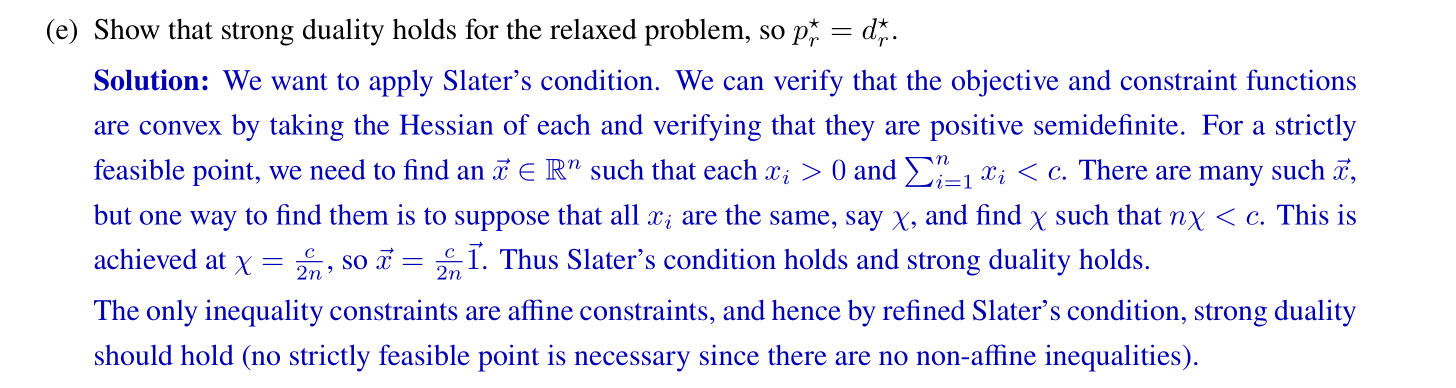 (e) Show that strong duality holds for the relaxed problem, so $p_r^\star = d_r^\star$.
Solution: We want to apply Slater's condition. We can verify that the objective and constraint functions
are convex by taking the Hessian of each and verifying that they are positive semidefinite. For a strictly
feasible point, we need to find an $\vec{x} \in \mathbb{R}^n$ such that each $x_i > 0$ and $\sum_{i=1}^n x_i < c$. There are many such $\vec{x}$,
but one way to find them is to suppose that all $x_i$ are the same, say $\chi$, and find $\chi$ such that $n\chi < c$. This is
achieved at $\chi = \frac{c}{2n}$, so $\vec{x} = \frac{c}{2n}\vec{1}$. Thus Slater's condition holds and strong duality holds.
The only inequality constraints are affine constraints, and hence by refined Slater's condition, strong duality
should hold (no strictly feasible point is necessary since there are no non-affine inequalities).